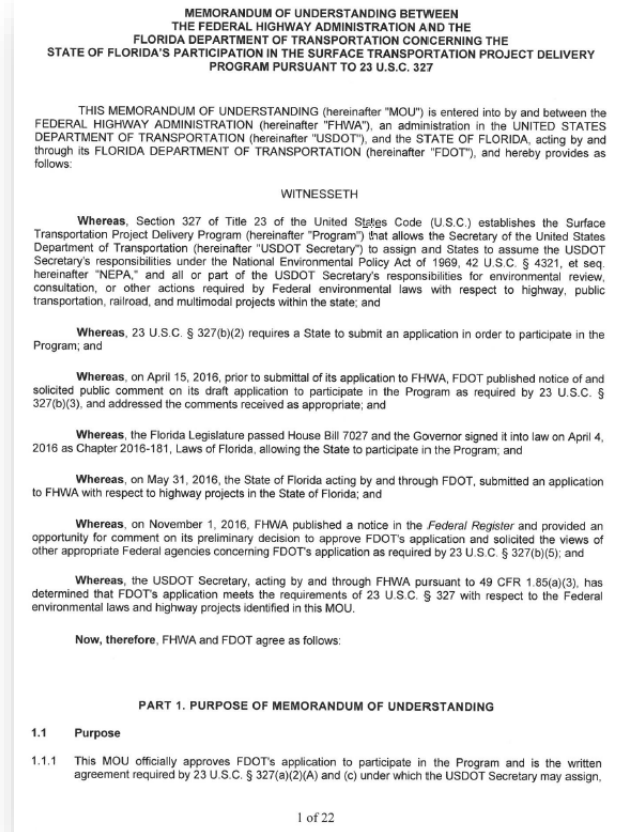 MEMORANDUM OF UNDERSTANDING BETWEEN
THE FEDERAL HIGHWAY ADMINISTRATION AND THE
FLORIDA DEPARTMENT OF TRANSPORTATION CONCERNING THE
STATE OF FLORIDA'S PARTICIPATION IN THE SURFACE TRANSPORTATION PROJECT DELIVERY
PROGRAM PURSUANT TO 23 U.S.C. 327
THIS MEMORANDUM OF UNDERSTANDING (hereinafter "MOU") is entered into by and between the
FEDERAL HIGHWAY ADMINISTRATION (hereinafter "FHWA"), an administration in the UNITED STATES
DEPARTMENT OF TRANSPORTATION (hereinafter "USDOT"), and the STATE OF FLORIDA, acting by and
through its FLORIDA DEPARTMENT OF TRANSPORTATION (hereinafter "FDOT"), and hereby provides as
follows:
WITNESSETH
Whereas, Section 327 of Title 23 of the United States Code (U.S.C.) establishes the Surface
Transportation Project Delivery Program (hereinafter "Program") that allows the Secretary of the United States
Department of Transportation (hereinafter "USDOT Secretary") to assign and States to assume the USDOT
Secretary's responsibilities under the National Environmental Policy Act of 1969, 42 U.S.C. § 4321, et seq.
hereinafter "NEPA," and all or part of the USDOT Secretary's responsibilities for environmental review,
consultation, or other actions required by Federal environmental laws with respect to highway, public
transportation, railroad, and multimodal projects within the state; and
Whereas, 23 U.S.C. § 327(b)(2) requires a State to submit an application in order to participate in the
Program; and
Whereas, on April 15, 2016, prior to submittal of its application to FHWA, FDOT published notice of and
solicited public comment on its draft application to participate in the Program as required by 23 U.S.C. §
327(b)(3), and addressed the comments received as appropriate; and
Whereas, the Florida Legislature passed House Bill 7027 and the Governor signed it into law on April 4,
2016 as Chapter 2016-181, Laws of Florida, allowing the State to participate in the Program; and
Whereas, on May 31, 2016, the State of Florida acting by and through FDOT, submitted an application
to FHWA with respect to highway projects in the State of Florida; and
Whereas, on November 1, 2016, FHWA published a notice in the Federal Register and provided an
opportunity for comment on its preliminary decision to approve FDOT's application and solicited the views of
other appropriate Federal agencies concerning FDOT's application as required by 23 U.S.C. § 327(b)(5); and
Whereas, the USDOT Secretary, acting by and through FHWA pursuant to 49 CFR 1.85(a)(3), has
determined that FDOT's application meets the requirements of 23 U.S.C. § 327 with respect to the Federal
environmental laws and highway projects identified in this MOU.
Now, therefore, FHWA and FDOT agree as follows:
PART 1. PURPOSE OF MEMORANDUM OF UNDERSTANDING
1.1 Purpose
1.1.1 This MOU officially approves FDOT's application to participate in the Program and is the written
agreement required by 23 U.S.C. § 327(a)(2)(A) and (c) under which the USDOT Secretary may assign,
1 of 22